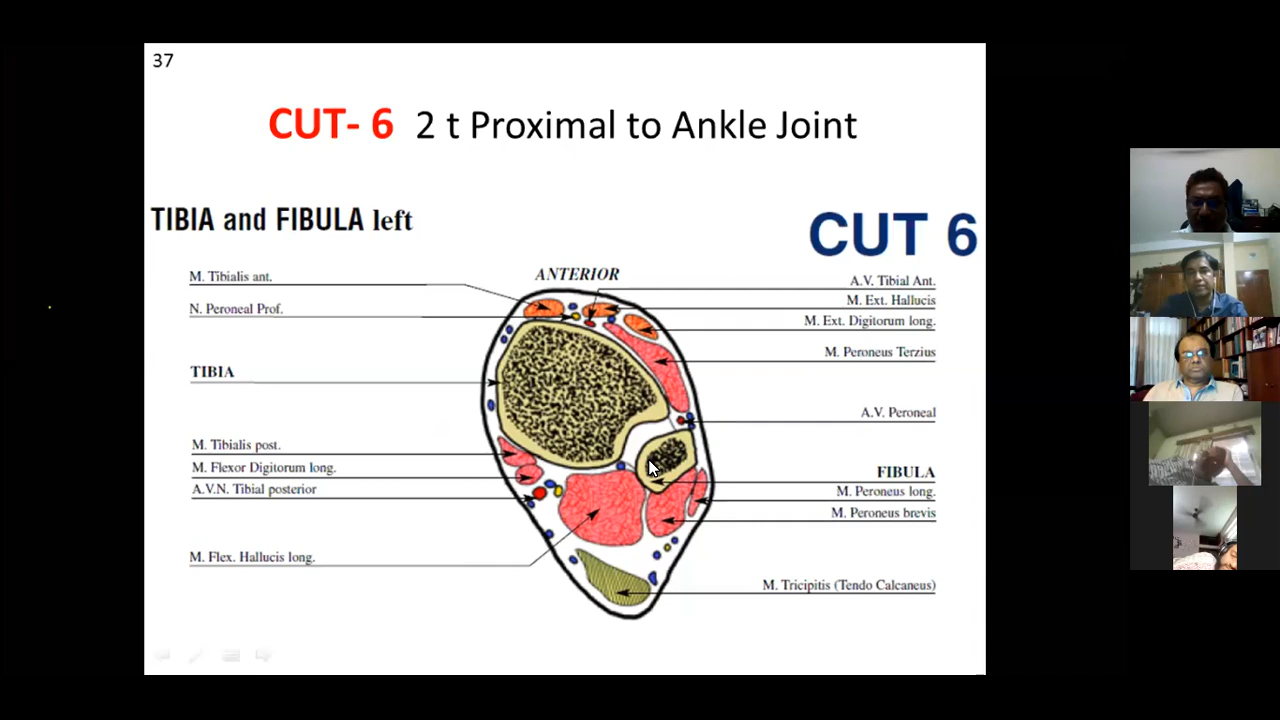 37
CUT- 6 2 t Proximal to Ankle Joint
TIBIA and FIBULA left
CUT 6
ANTERIOR
M. Tibialis ant.
N. Peroneal Prof.
TIBIA
M. Tibialis post.
M. Flexor Digitorum long.
A.V.N. Tibial posterior
M. Flex. Hallucis long.
A.V. Tibial Ant.
M. Ext. Hallucis
M. Ext. Digitorum long.
M. Peroneus Terzius
A.V. Peroneal
FIBULA
M. Peroneus long.
M. Peroneus brevis
M. Tricipitis (Tendo Calcaneus)